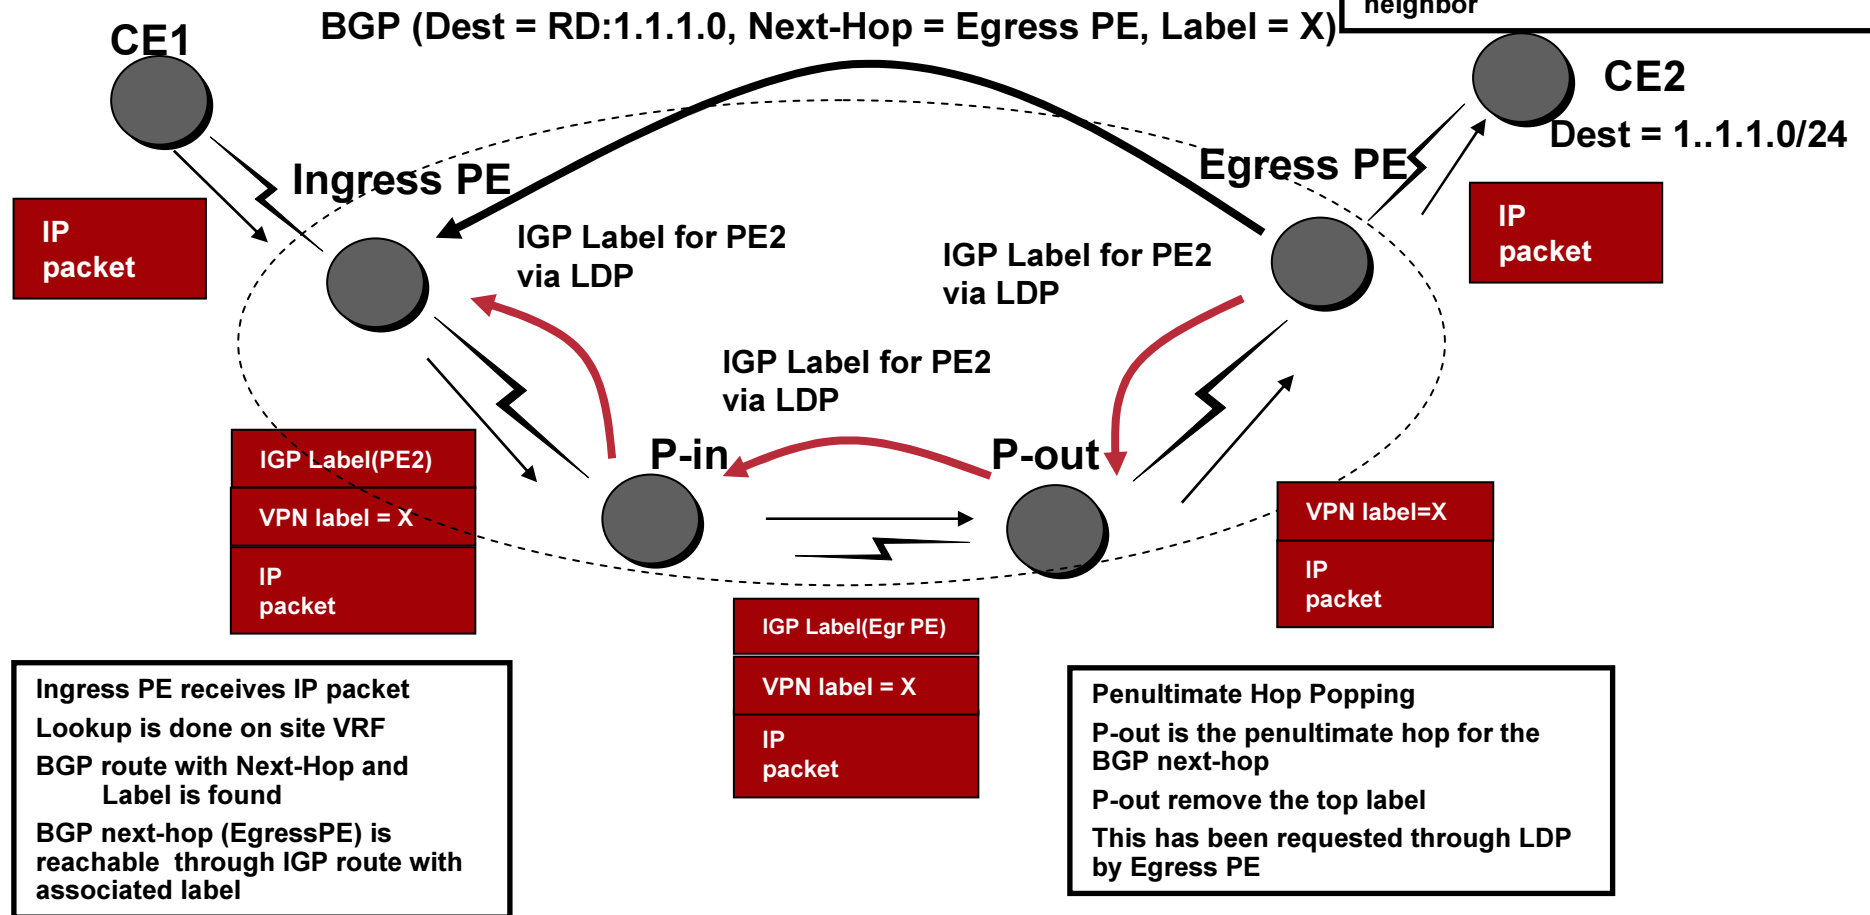 neighbor
BGP (Dest = RD:1.1.1.0, Next-Hop = Egress PE, Label = X)
CE1
CE2
Dest = 1..1.1.0/24
Ingress PE
Egress PE
IP
packet
IP
packet
IGP Label for PE2
via LDP
IGP Label for PE2
via LDP
IGP Label for PE2
via LDP
P-in
P-out
IGP Label(PE2)
VPN label = X
IP
packet
VPN label=X
IP
packet
IGP Label(Egr PE)
VPN label = X
IP
packet
Ingress PE receives IP packet
Lookup is done on site VRF
BGP route with Next-Hop and
Label is found
BGP next-hop (EgressPE) is
reachable through IGP route with
associated label
Penultimate Hop Popping
P-out is the penultimate hop for the
BGP next-hop
P-out remove the top label
This has been requested through LDP
by Egress PE